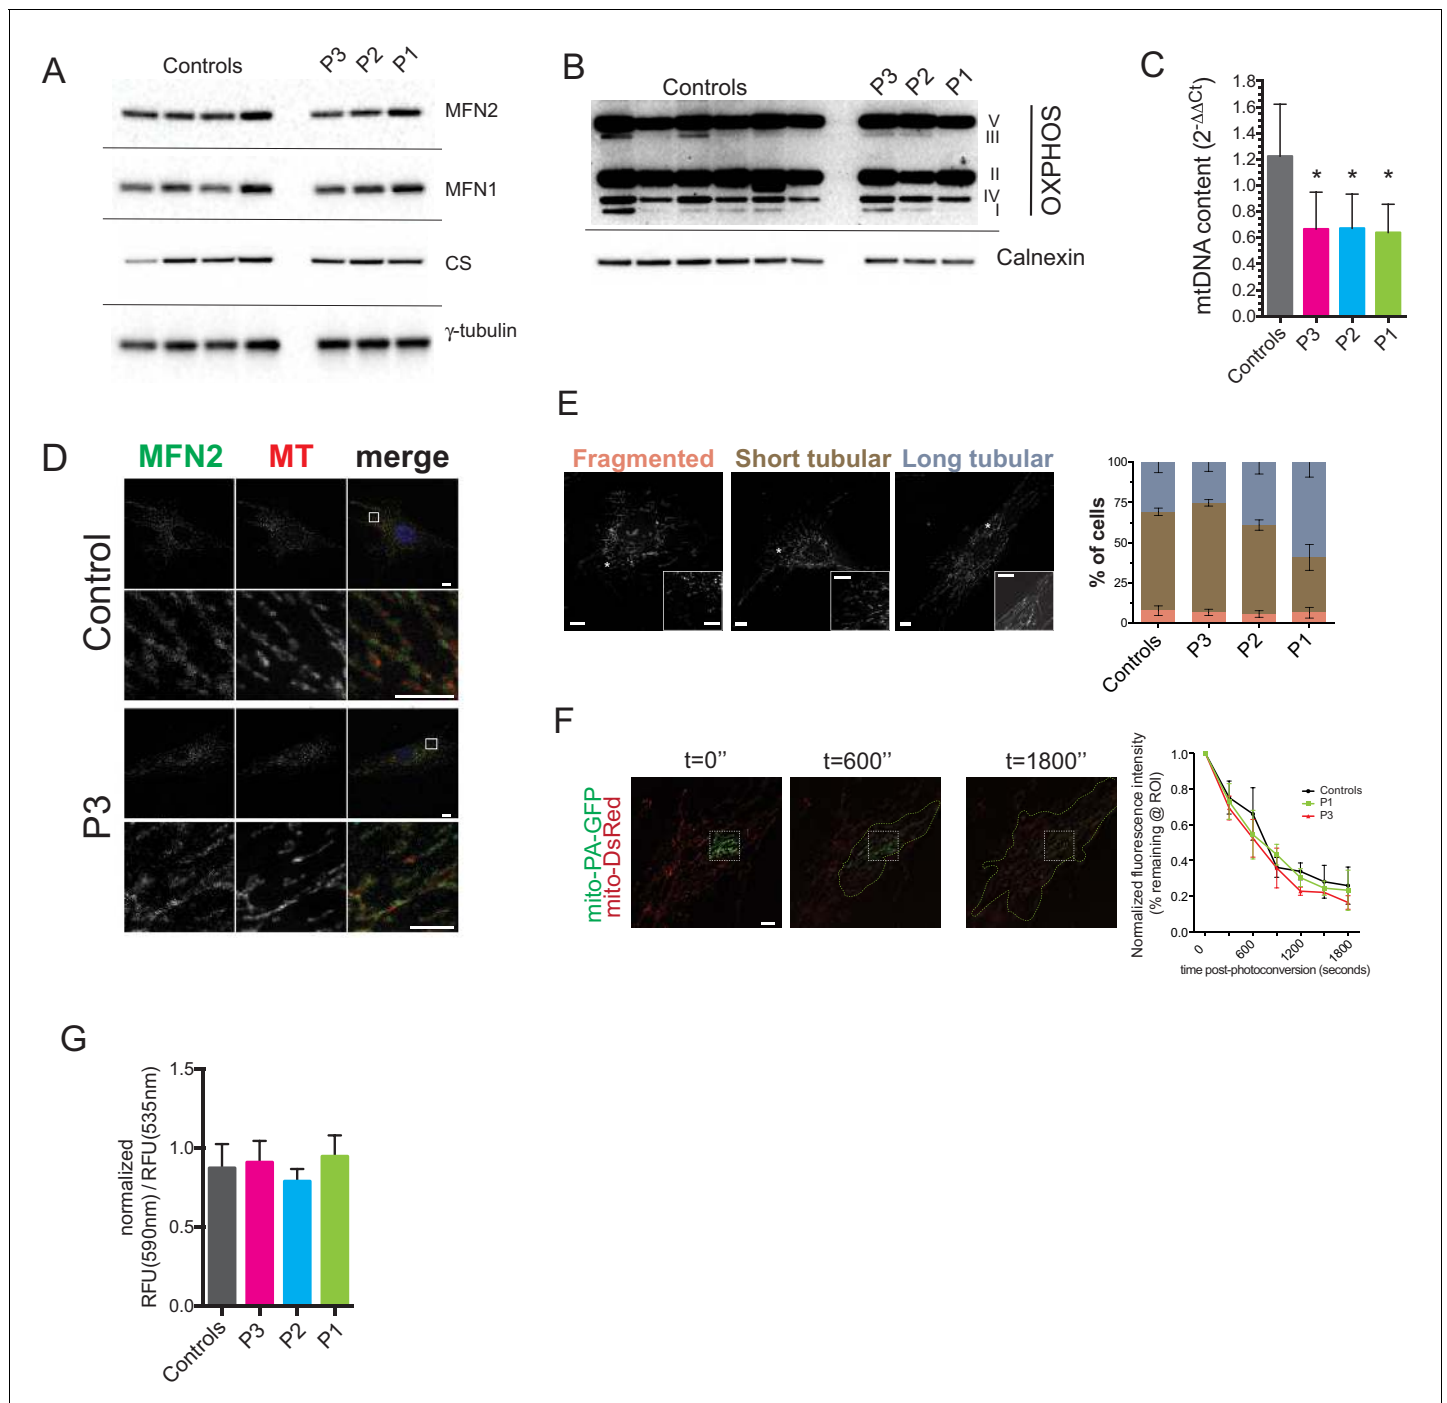 A
Controls
P3
P2
P1
MFN2
MFN1
CS
γ-tubulin
B
Controls
P3
P2
P1
V
III
II
IV
I
OXPHOS
Calnexin
C
mtDNA content (2-ΔΔCt)
1.8
1.6
1.4
1.2
1.0
0.8
0.6
0.4
0.2
0.0
* * *
Controls
P3
P2
P1
D
MFN2 MT merge
Control
P3
E
Fragmented Short tubular Long tubular
*
*
*
% of cells
100
75
50
25
0
Controls
P3
P2
P1
F
t=0’’ t=600’’ t=1800’’
mito-PA-GFP
mito-DsRed
Normalized fluorescence intensity
(% remaining @ ROI)
1.0
0.8
0.6
0.4
0.2
0.0
Controls
P1
P3
0
600
1200
1800
time post-photoconversion (seconds)
G
normalized
RFU(590nm) / RFU(535nm)
1.5
1.0
0.5
0.0
Controls
P3
P2
P1